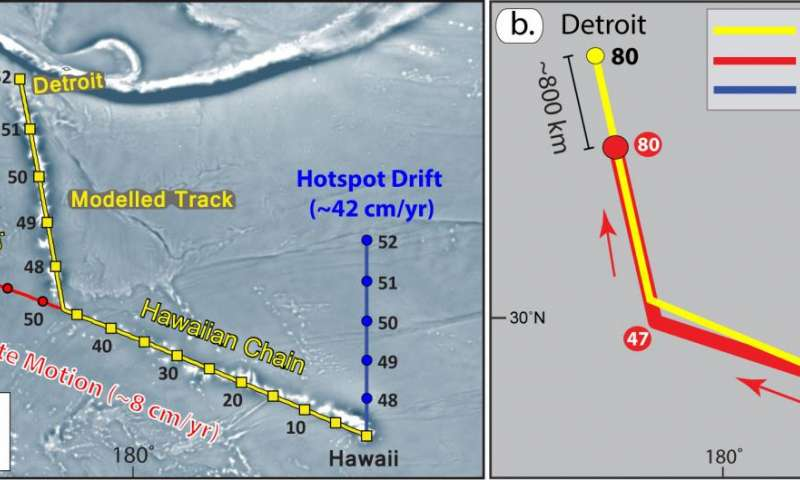 52
Detroit
51
50
Modelled Track
49
48
50
40
Hawaiian Chain
30
20
10
te Motion (~8 cm/yr)
Hotspot Drift
(~42 cm/yr)
52
51
50
49
48
Hawaii
180°
b.
Detroit
80
~800 km
80
30°N
47
180°